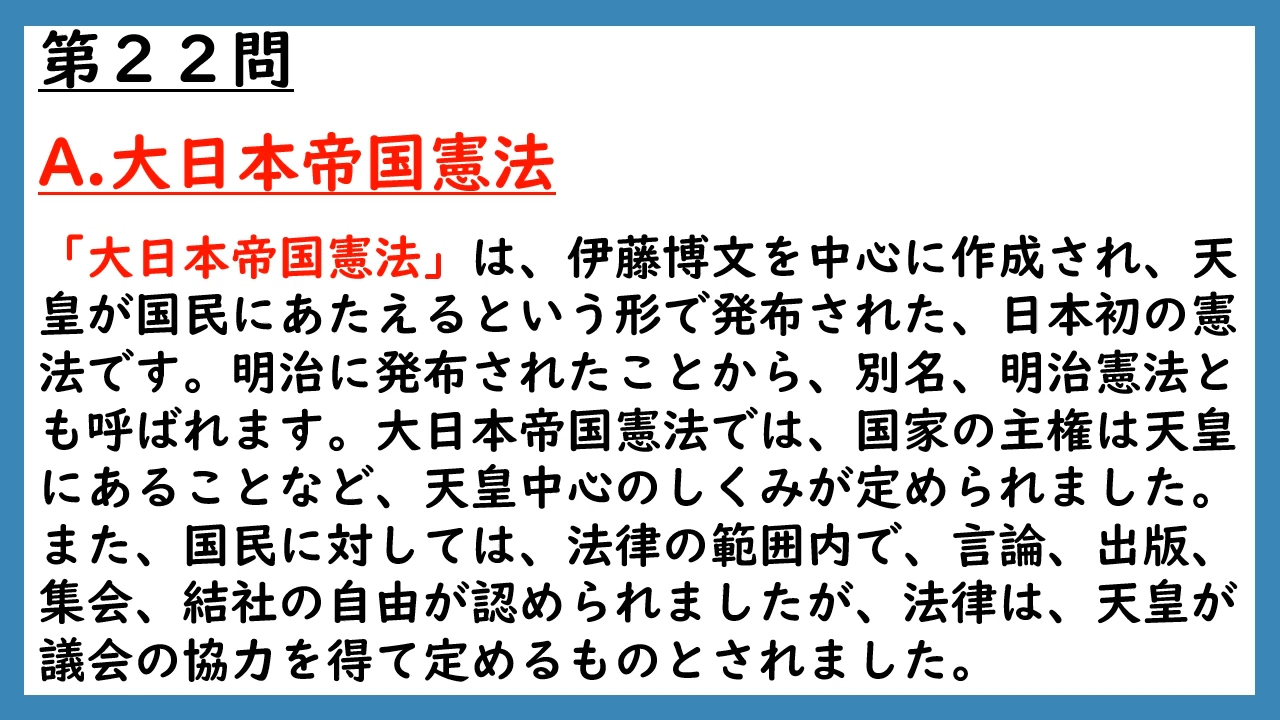 第２２問
A.大日本帝国憲法
「大日本帝国憲法」は、伊藤博文を中心に作成され、天
皇が国民にあたえるという形で発布された、日本初の憲
法です。明治に発布されたことから、別名、明治憲法と
も呼ばれます。大日本帝国憲法では、国家の主権は天皇
にあることなど、天皇中心のしくみが定められました。
また、国民に対しては、法律の範囲内で、言論、出版、
集会、結社の自由が認められましたが、法律は、天皇が
議会の協力を得て定めるものとされました。